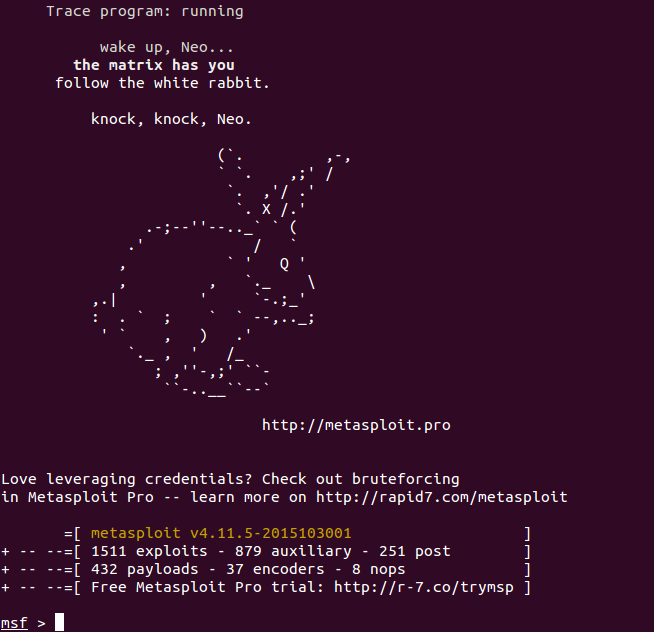 Trace program: running
wake up, Neo...
the matrix has you
follow the white rabbit.
knock, knock, Neo.
(`.         ,-,
` `.    ,;' /
`.  ,'/ .'
`. X /.'
.-;--''--.._` ` (
.'            /   `
,           ` '   Q '
,         ,   `._    \
,.|         '     `-.;_'
:  . `  ;    `  ` --,.._;
' `    ,   )   .'
`._ ,  '   /_
; ,''-,;' ``-
``-..__``--`
http://metasploit.pro
Love leveraging credentials? Check out bruteforcing
in Metasploit Pro -- learn more on http://rapid7.com/metasploit
=[ metasploit v4.11.5-2015103001                   ]
+ -- --=[ 1511 exploits - 879 auxiliary - 251 post        ]
+ -- --=[ 432 payloads - 37 encoders - 8 nops             ]
+ -- --=[ Free Metasploit Pro trial: http://r-7.co/trymsp ]
msf >